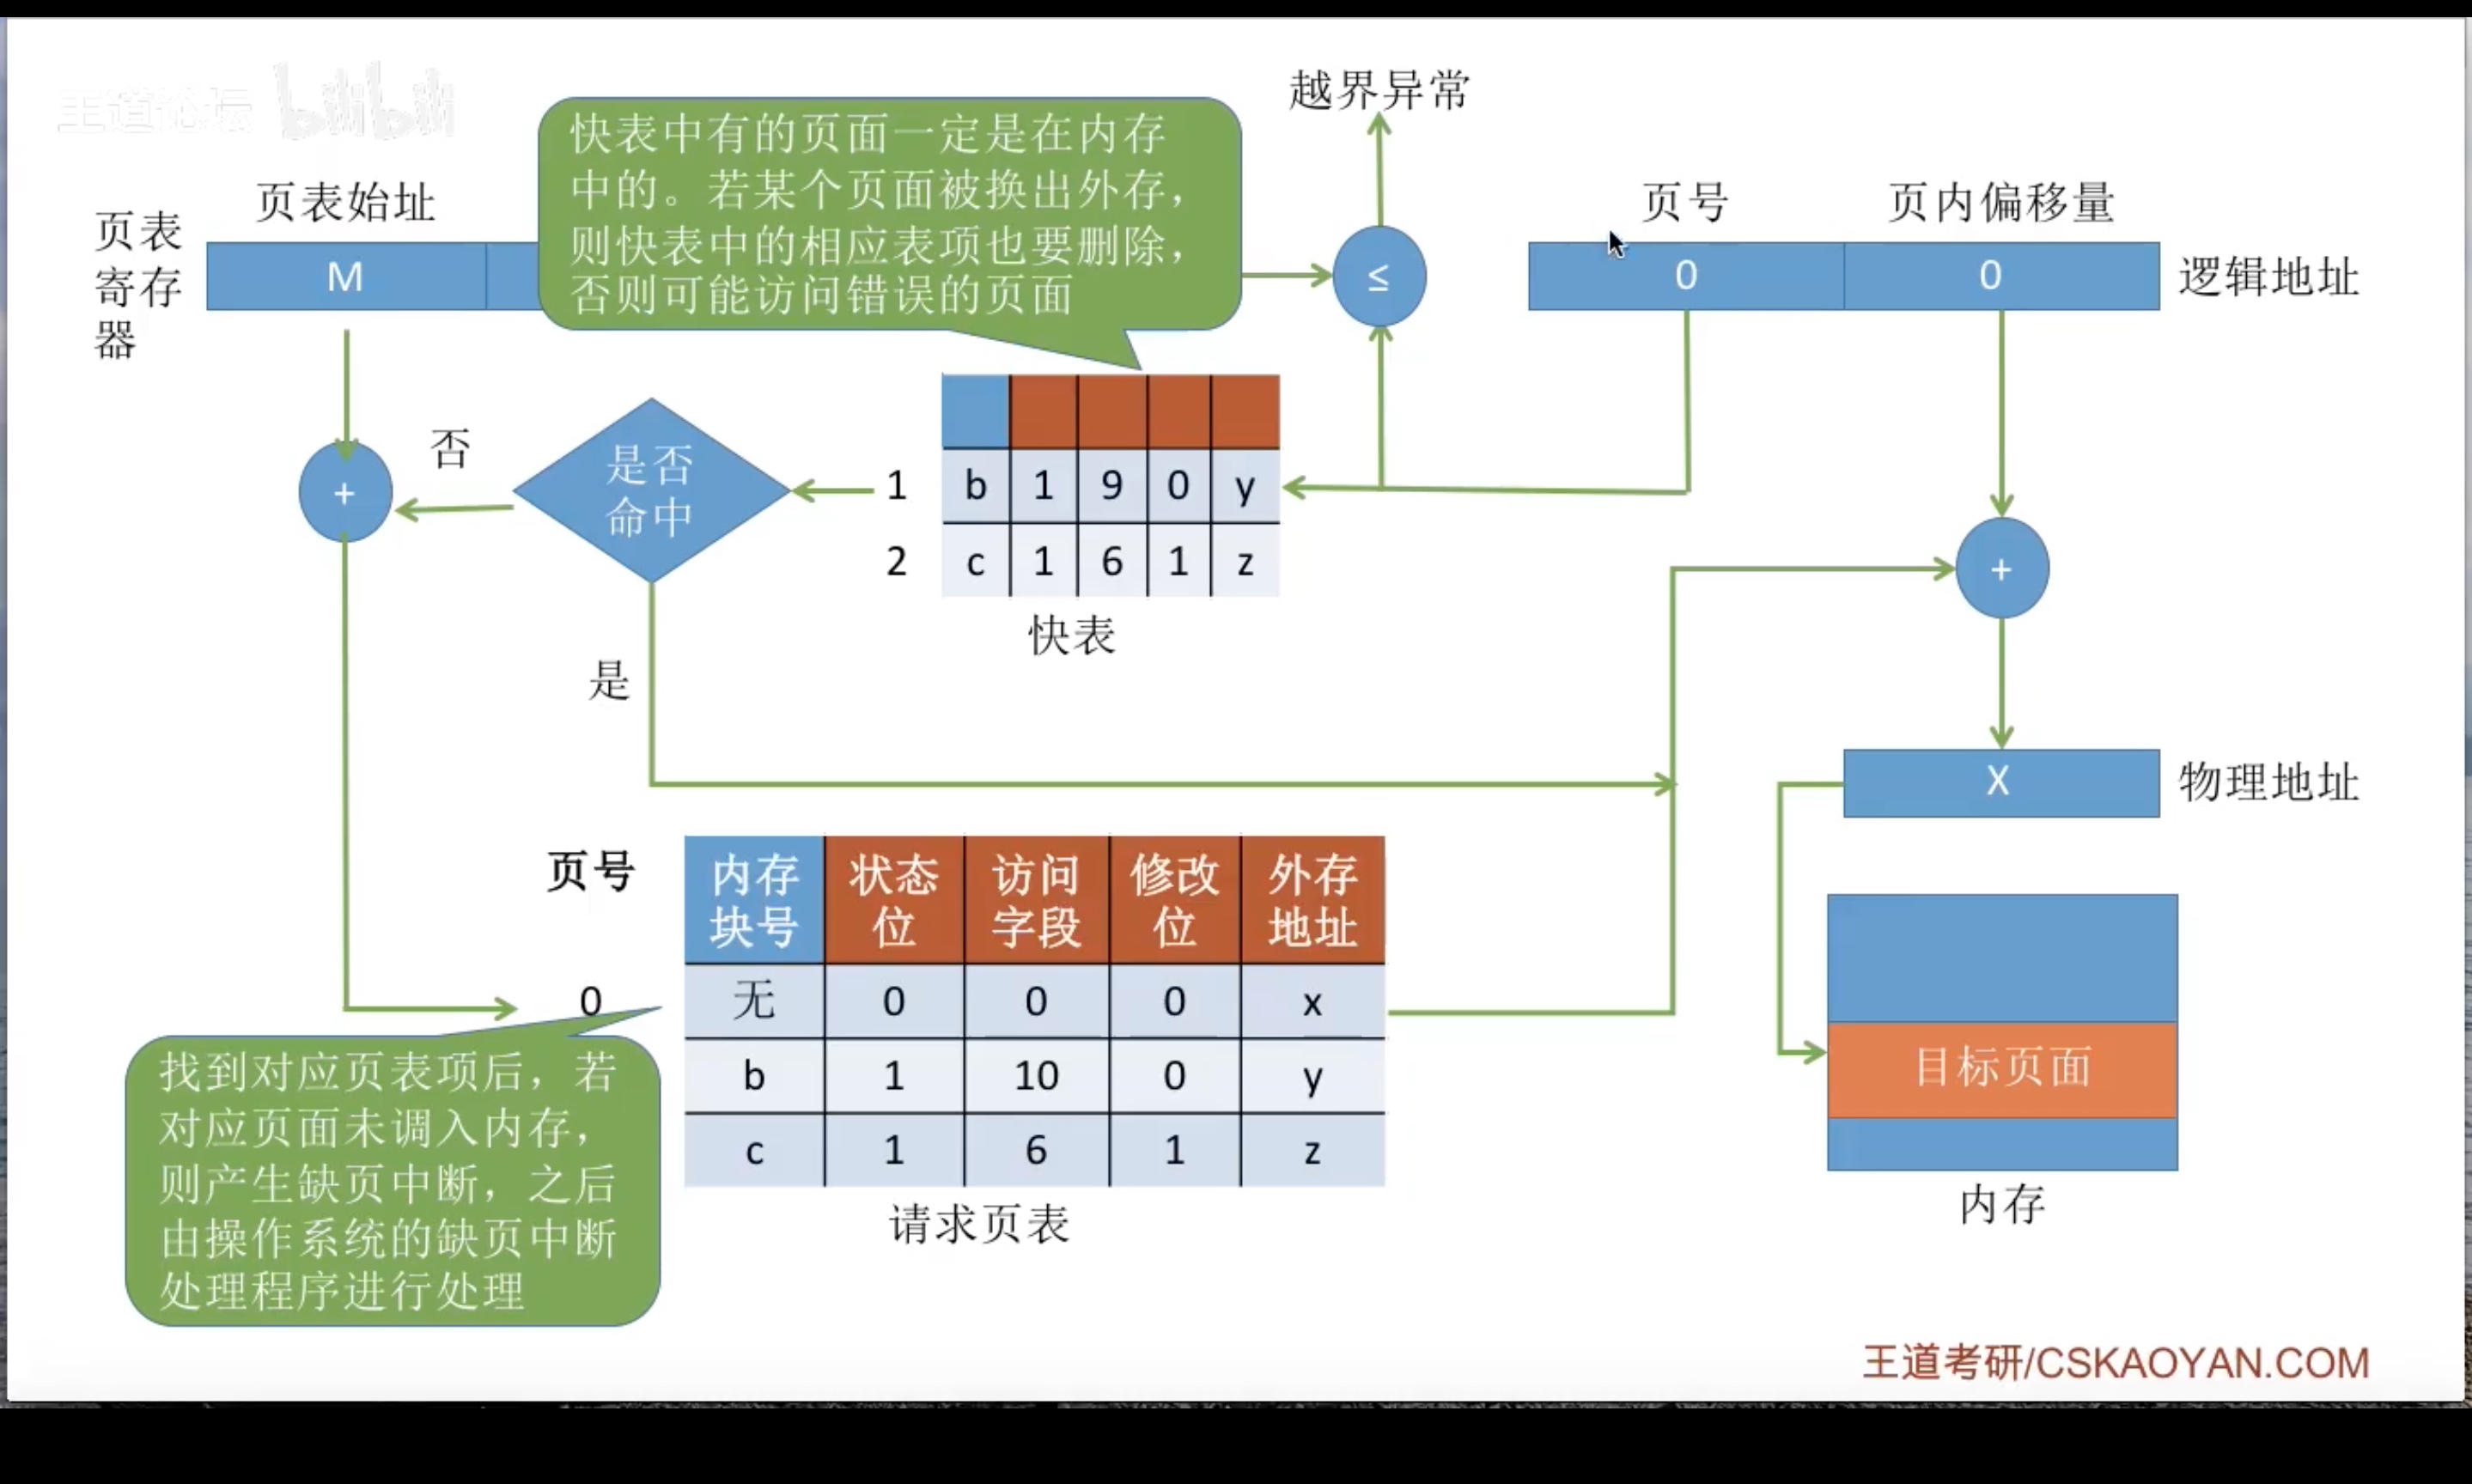 王道论坛 bilibili
越界异常
快表中有的页面一定是在内存
中的。若某个页面被换出外存，
则快表中的相应表项也要删除，
否则可能访问错误的页面
页表始址
页表
寄存
器
M
≤
页号 页内偏移量
0 0 逻辑地址
否
是否
命中
+
1 b 1 9 0 y
2 c 1 6 1 z
快表
+
是
X 物理地址
页号 内存块号 状态位 访问字段 修改位 外存地址
0 无 0 0 0 x
b 1 10 0 y
c 1 6 1 z
请求页表
找到对应页表项后，若
对应页面未调入内存，
则产生缺页中断，之后
由操作系统的缺页中断
处理程序进行处理
目标页面
内存
王道考研/CSKAOYAN.COM